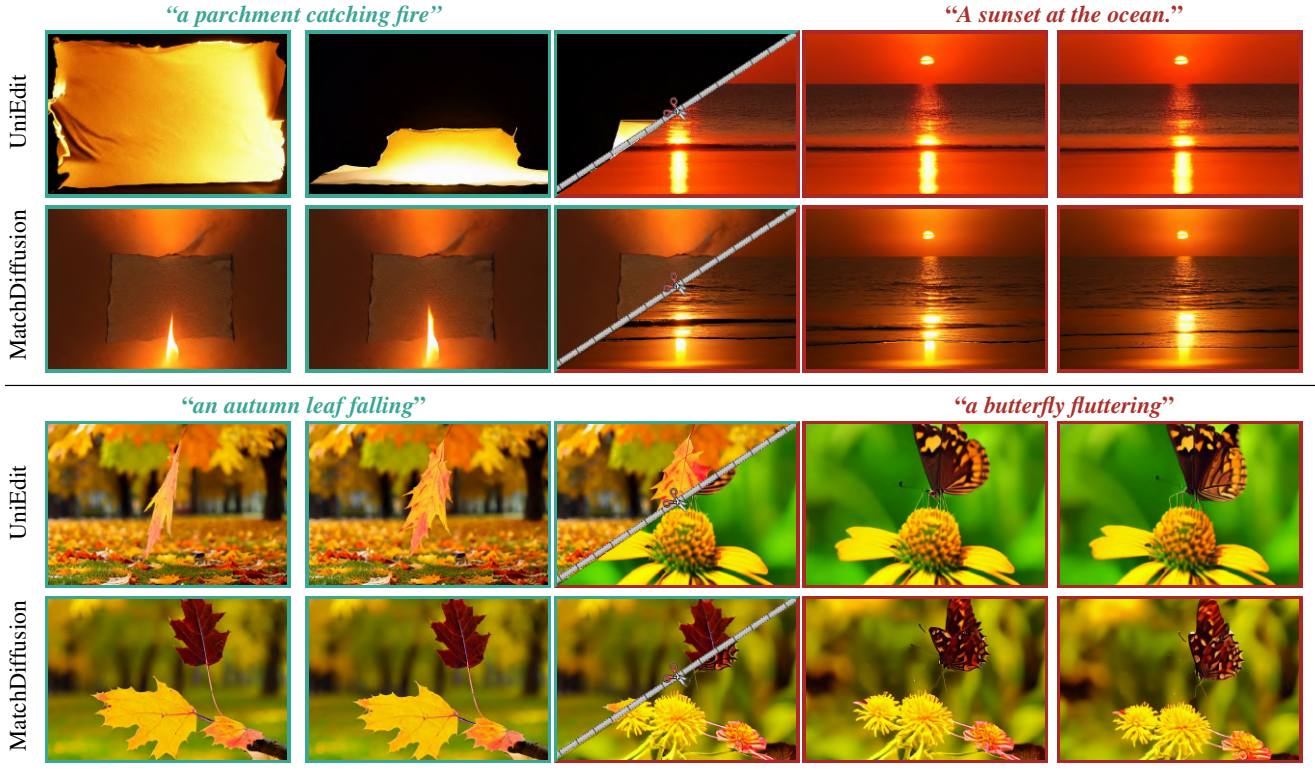 “a parchment catching fire”
“A sunset at the ocean.”
UniEdit
MatchDiffusion
“an autumn leaf falling”
“a butterfly fluttering”
UniEdit
MatchDiffusion